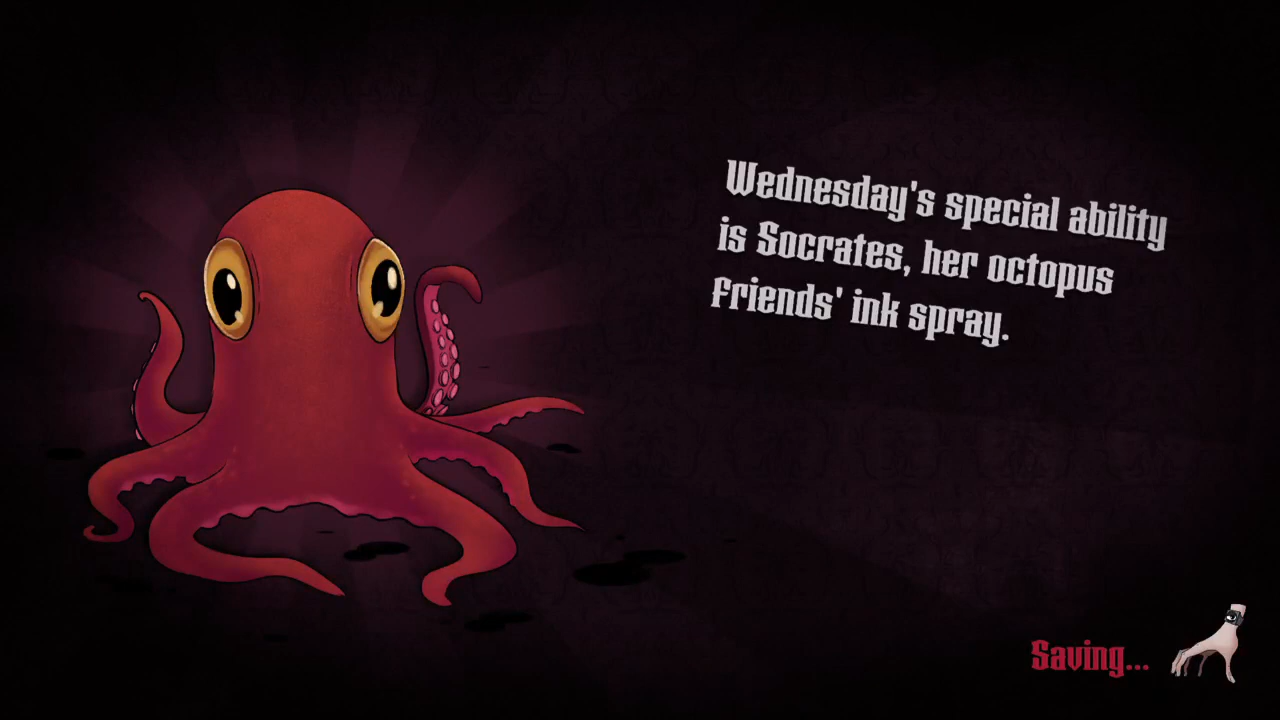 Wednesday's special ability
is Socrates, her octopus
friends' ink spray.
Saving...